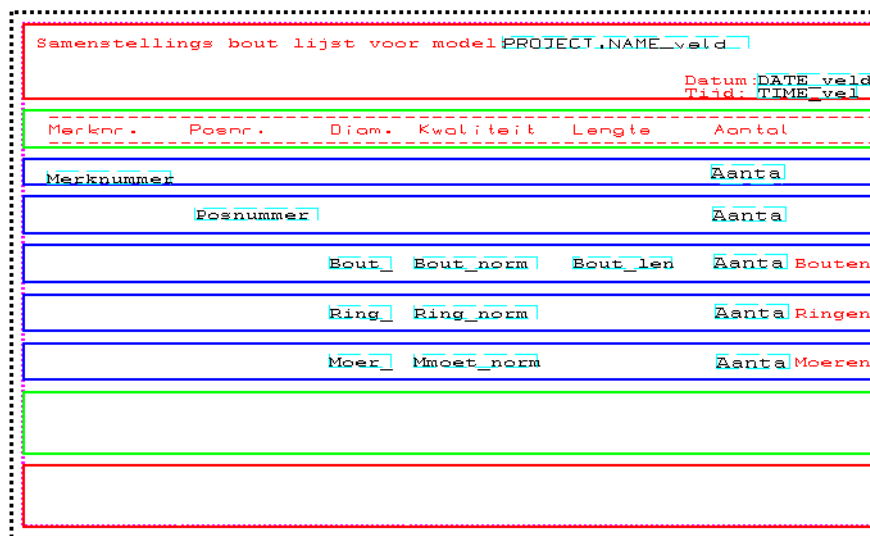 Samenstellings bout lijst voor model PROJECT.NAME_veld
Datum: DATE_veld
Tijd: TIME_vel
Merknr. Posnr. Diam. Kwaliteit Lengte Aantal
Merknummer Aanta
Posnummer Aanta
Bout_ Bout_norm Bout_len Aanta Bouten
Ring_ Ring_norm Aanta Ringen
Moer_ Mmoet_norm Aanta Moeren